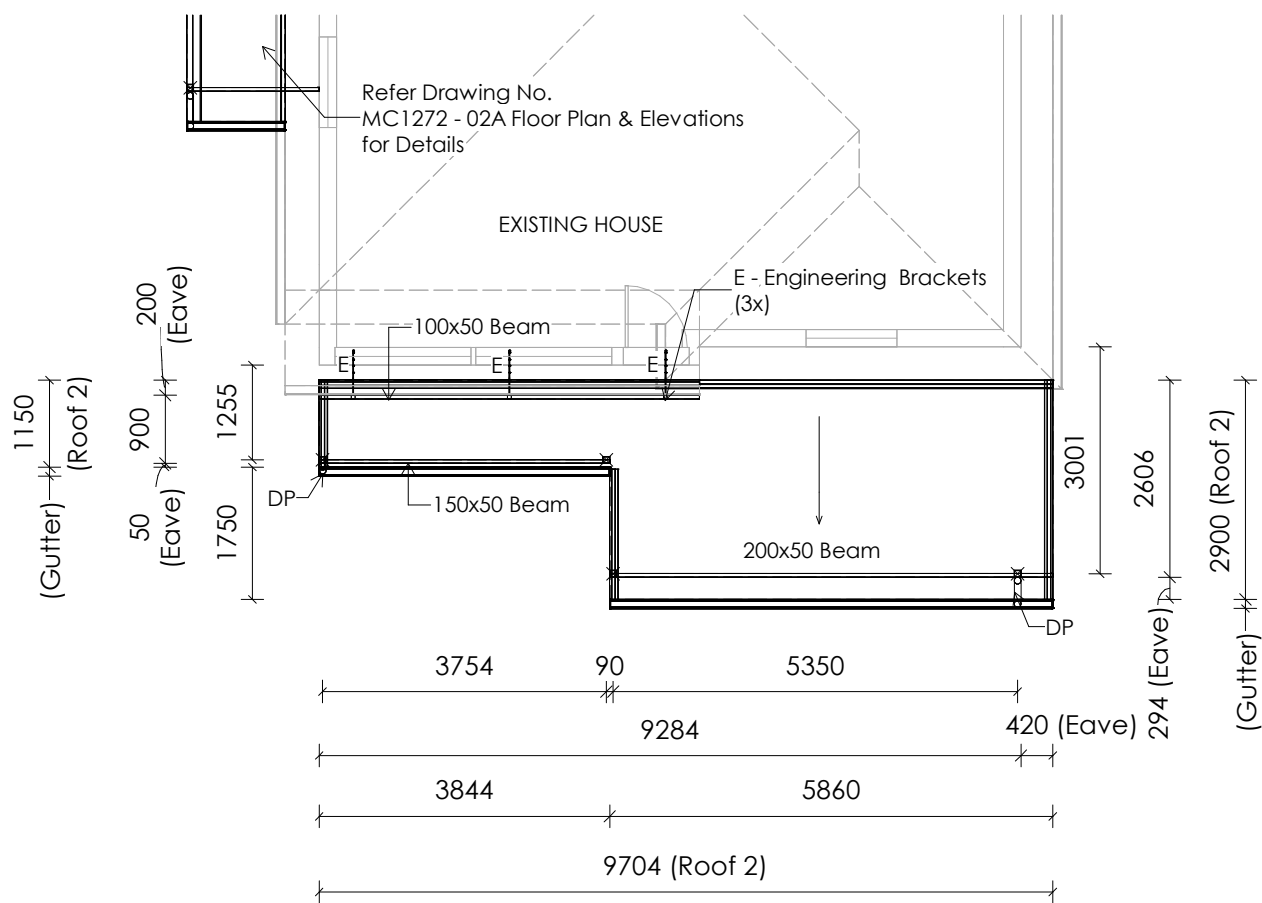 Refer Drawing No.
MC1272 - 02A Floor Plan & Elevations
for Details
EXISTING HOUSE
E - Engineering Brackets
(3x)
100x50 Beam
E
E
E
200
(Eave)
1150
(Roof 2)
900
1255
(Gutter)
50
(Eave)
1750
DP
150x50 Beam
200x50 Beam
3001
2606
2900 (Roof 2)
DP
294 (Eave)
(Gutter)
3754
90
5350
9284
420 (Eave)
3844
5860
9704 (Roof 2)